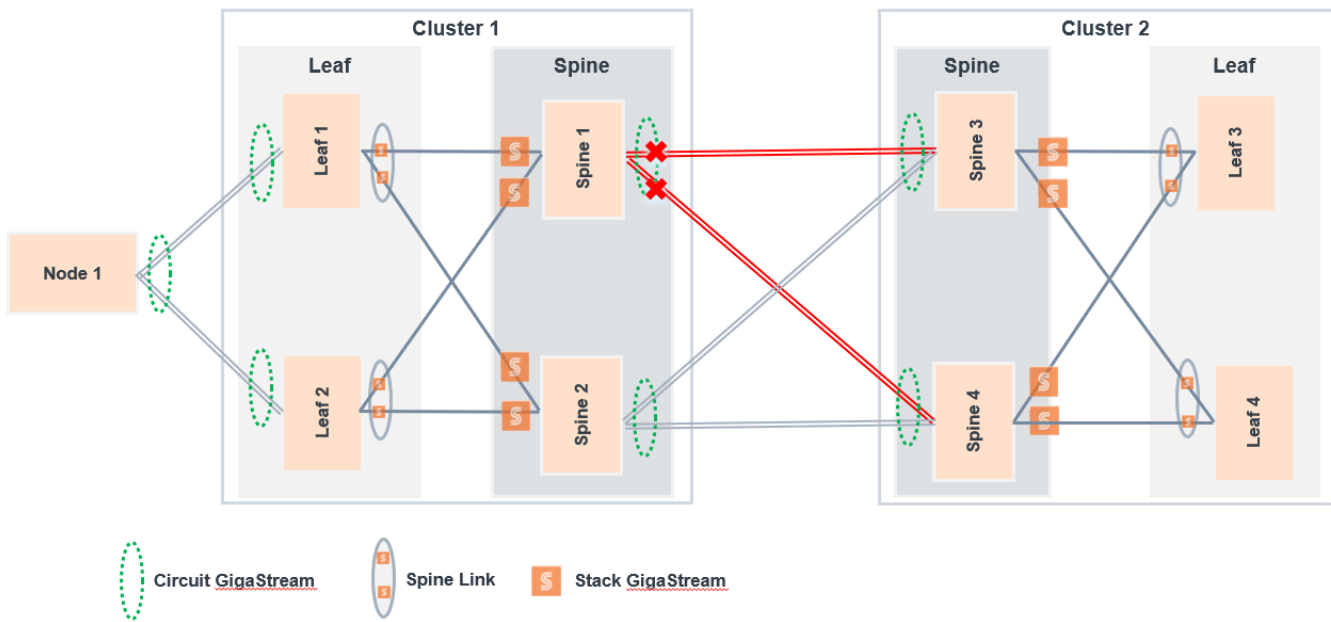 Cluster 1
Cluster 2
Leaf
Spine
Spine
Leaf
Leaf 1
Spine 1
Spine 3
Leaf 3
Node 1
Leaf 2
Spine 2
Spine 4
Leaf 4
Circuit GigaStream
Spine Link
Stack GigaStream